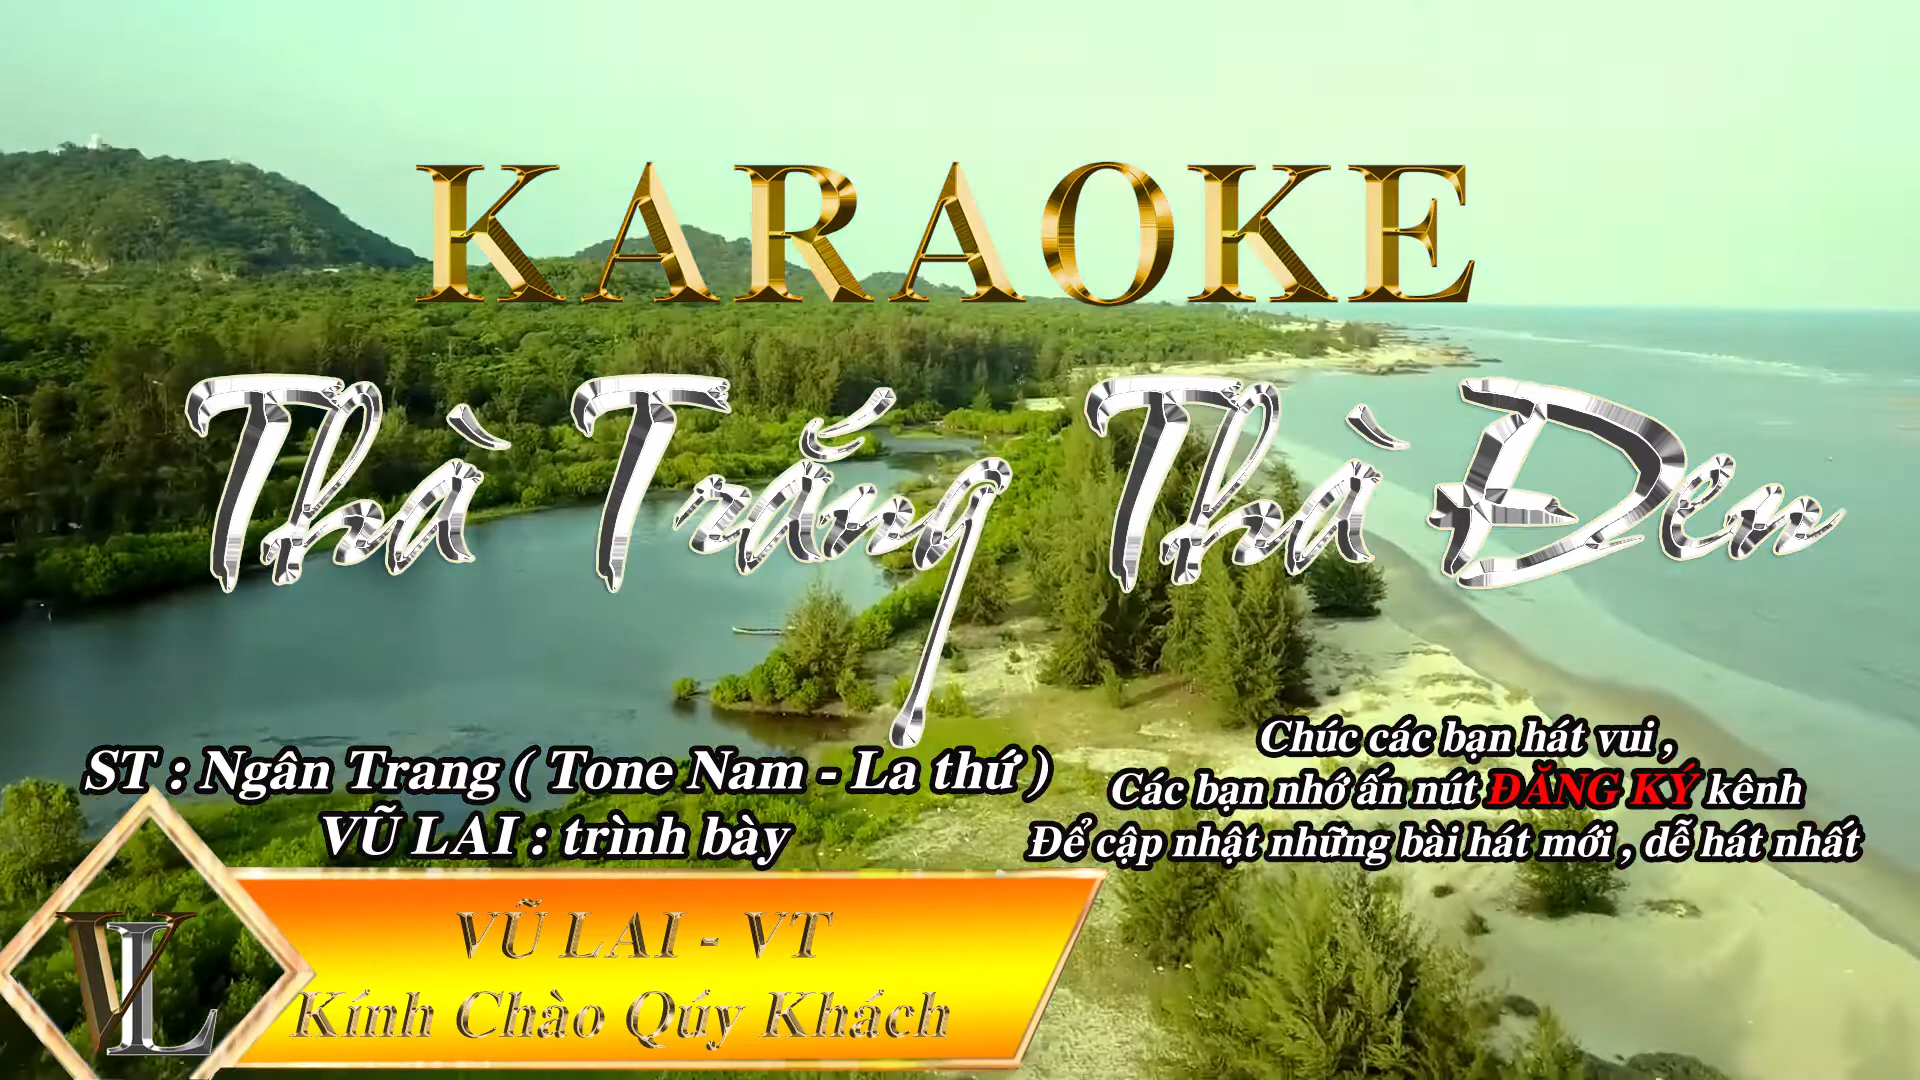 KARAOKE
Thà Trắng Thà Đen
ST : Ngân Trang ( Tone Nam - La thứ )
VŨ LAI : trình bày
Chúc các bạn hát vui ,
Các bạn nhớ ấn nút ĐĂNG KÝ kênh
Để cập nhật những bài hát mới , dễ hát nhất
VL
VŨ LAI - VT
Kính Chào Qúy Khách